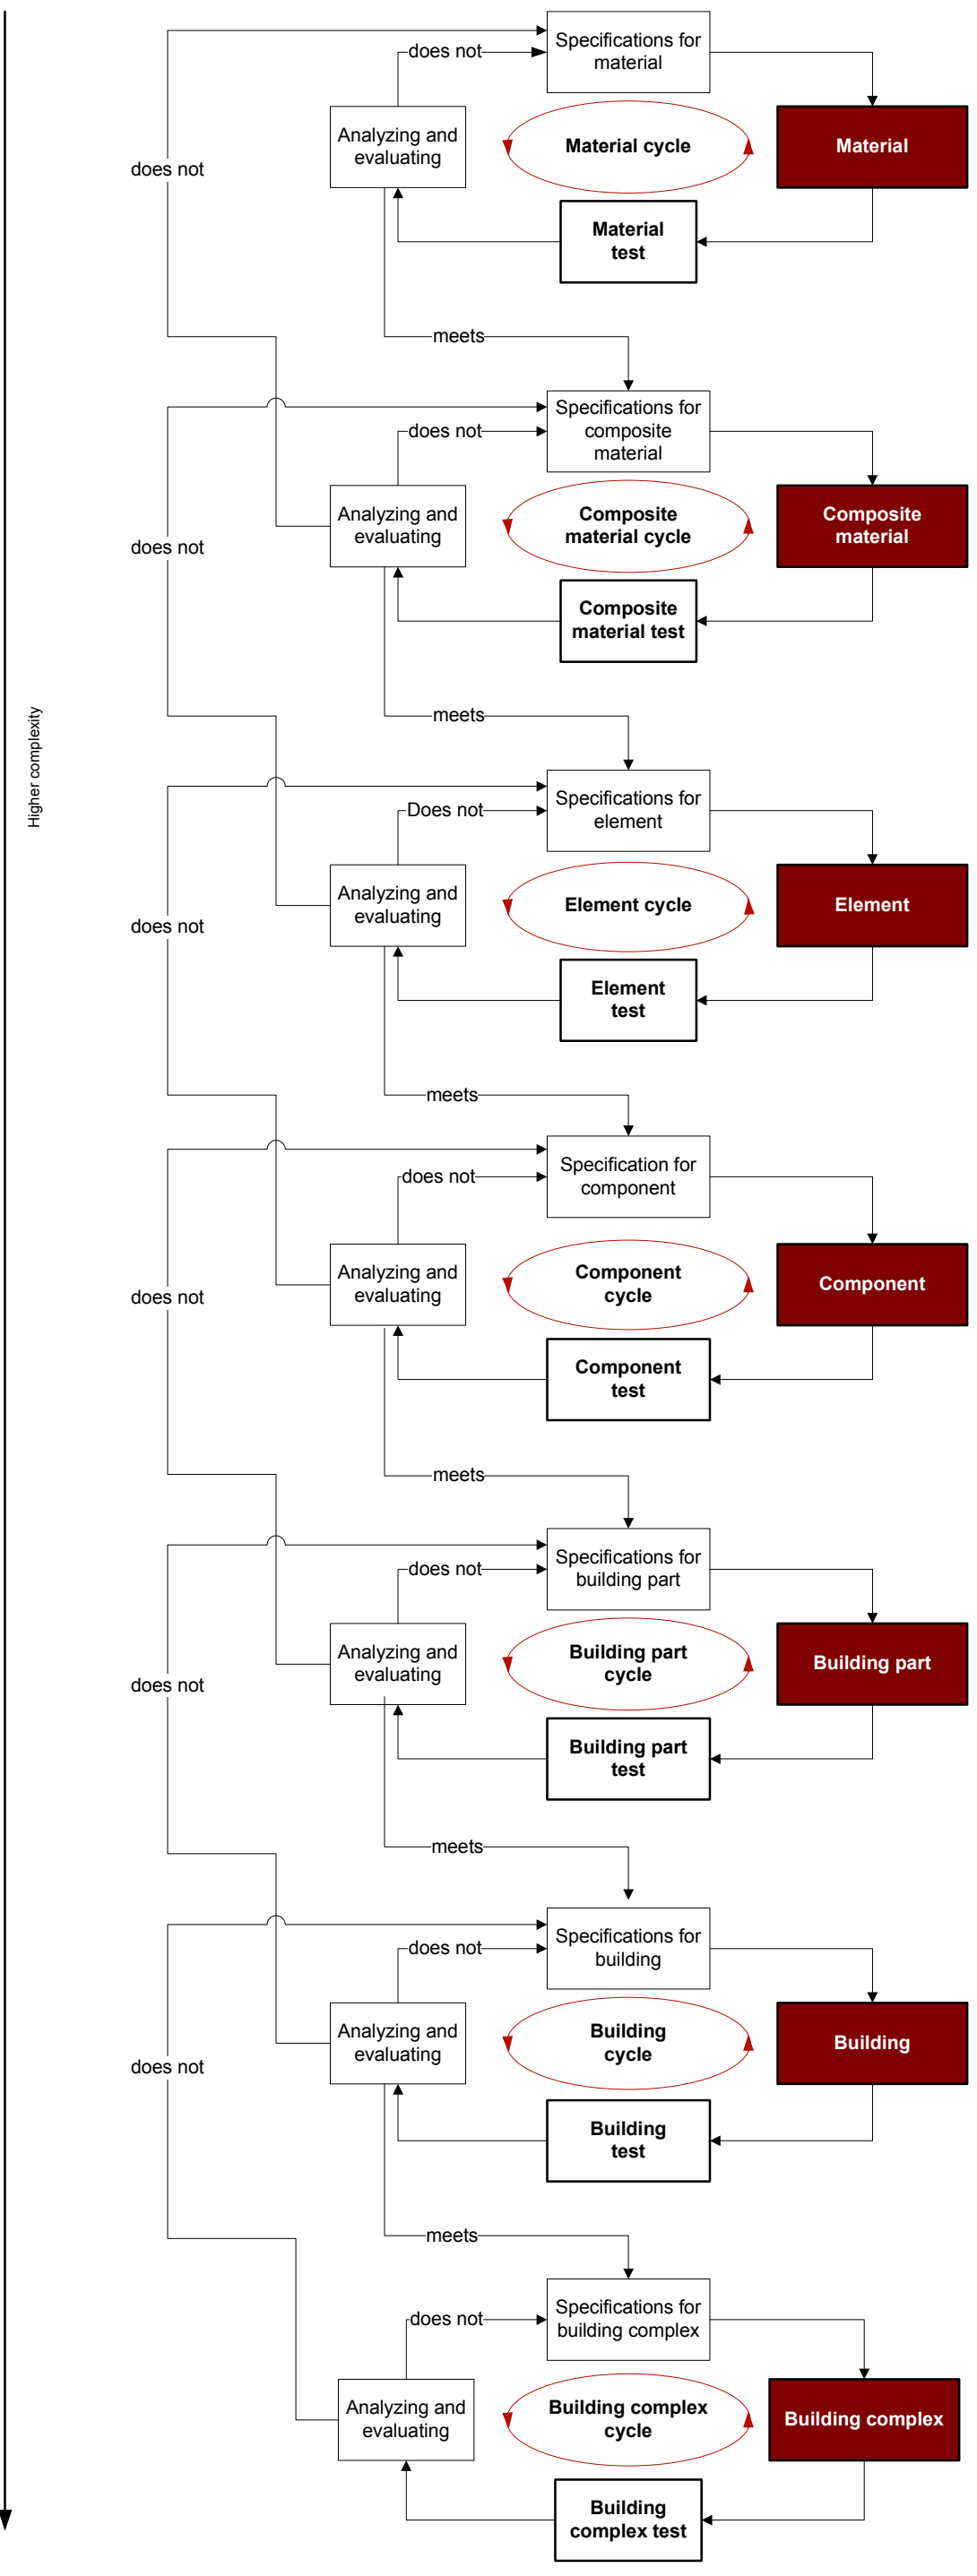 Specifications for
material
does not
Analyzing and
evaluating
Material cycle
Material
does not
Material
test
meets
Specifications for
composite
material
does not
Analyzing and
evaluating
Composite
material cycle
Composite
material
does not
Composite
material test
meets
Higher complexity
Specifications for
element
Does not
Analyzing and
evaluating
Element cycle
Element
does not
Element
test
meets
Specification for
component
does not
Analyzing and
evaluating
Component
cycle
Component
does not
Component
test
meets
Specifications for
building part
does not
Analyzing and
evaluating
Building part
cycle
Building part
does not
Building part
test
meets
Specifications for
building
does not
Analyzing and
evaluating
Building
cycle
Building
does not
Building
test
meets
Specifications for
building complex
does not
Analyzing and
evaluating
Building complex
cycle
Building complex
Building
complex test